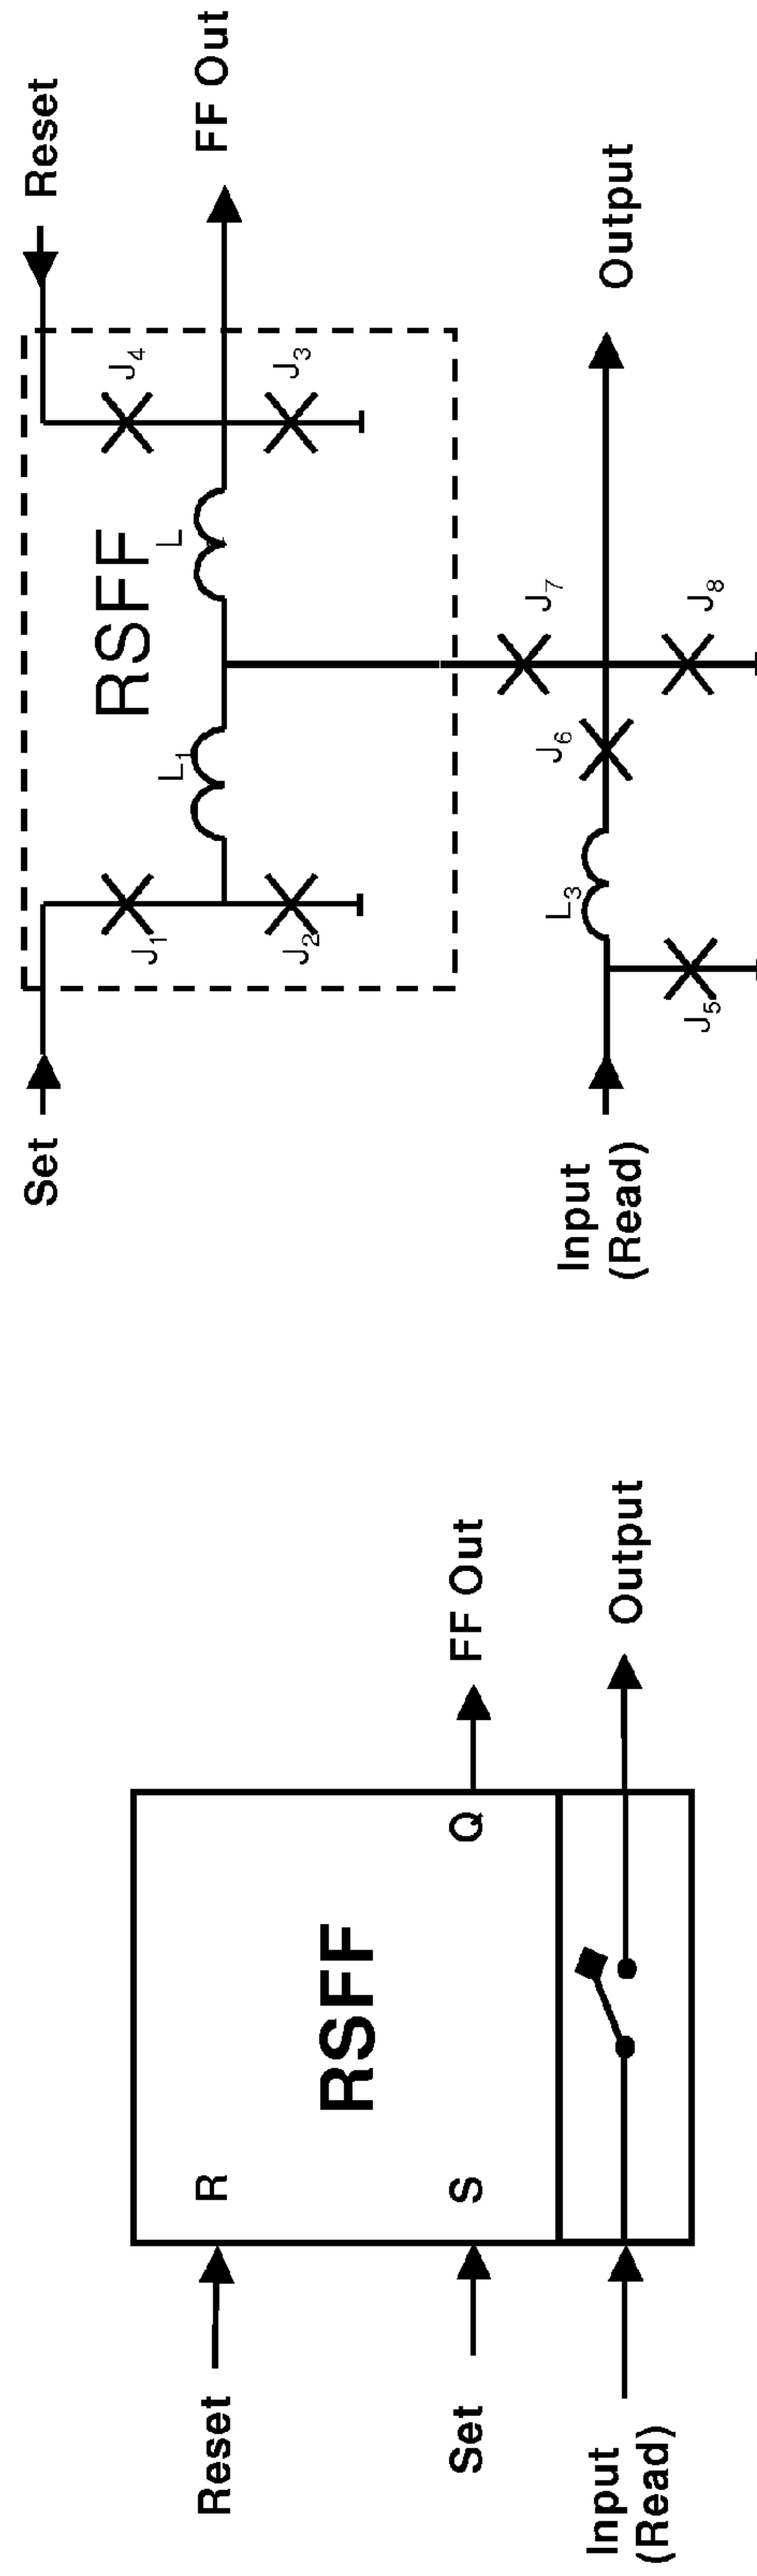 Reset
R
RSFF
Set
S
Q
FF Out
Input
(Read)
Output
Set
Reset
RSFF
J1
J4
L1
L
FF Out
J2
J3
Input
(Read)
L3
J6
J7
Output
J5
J8